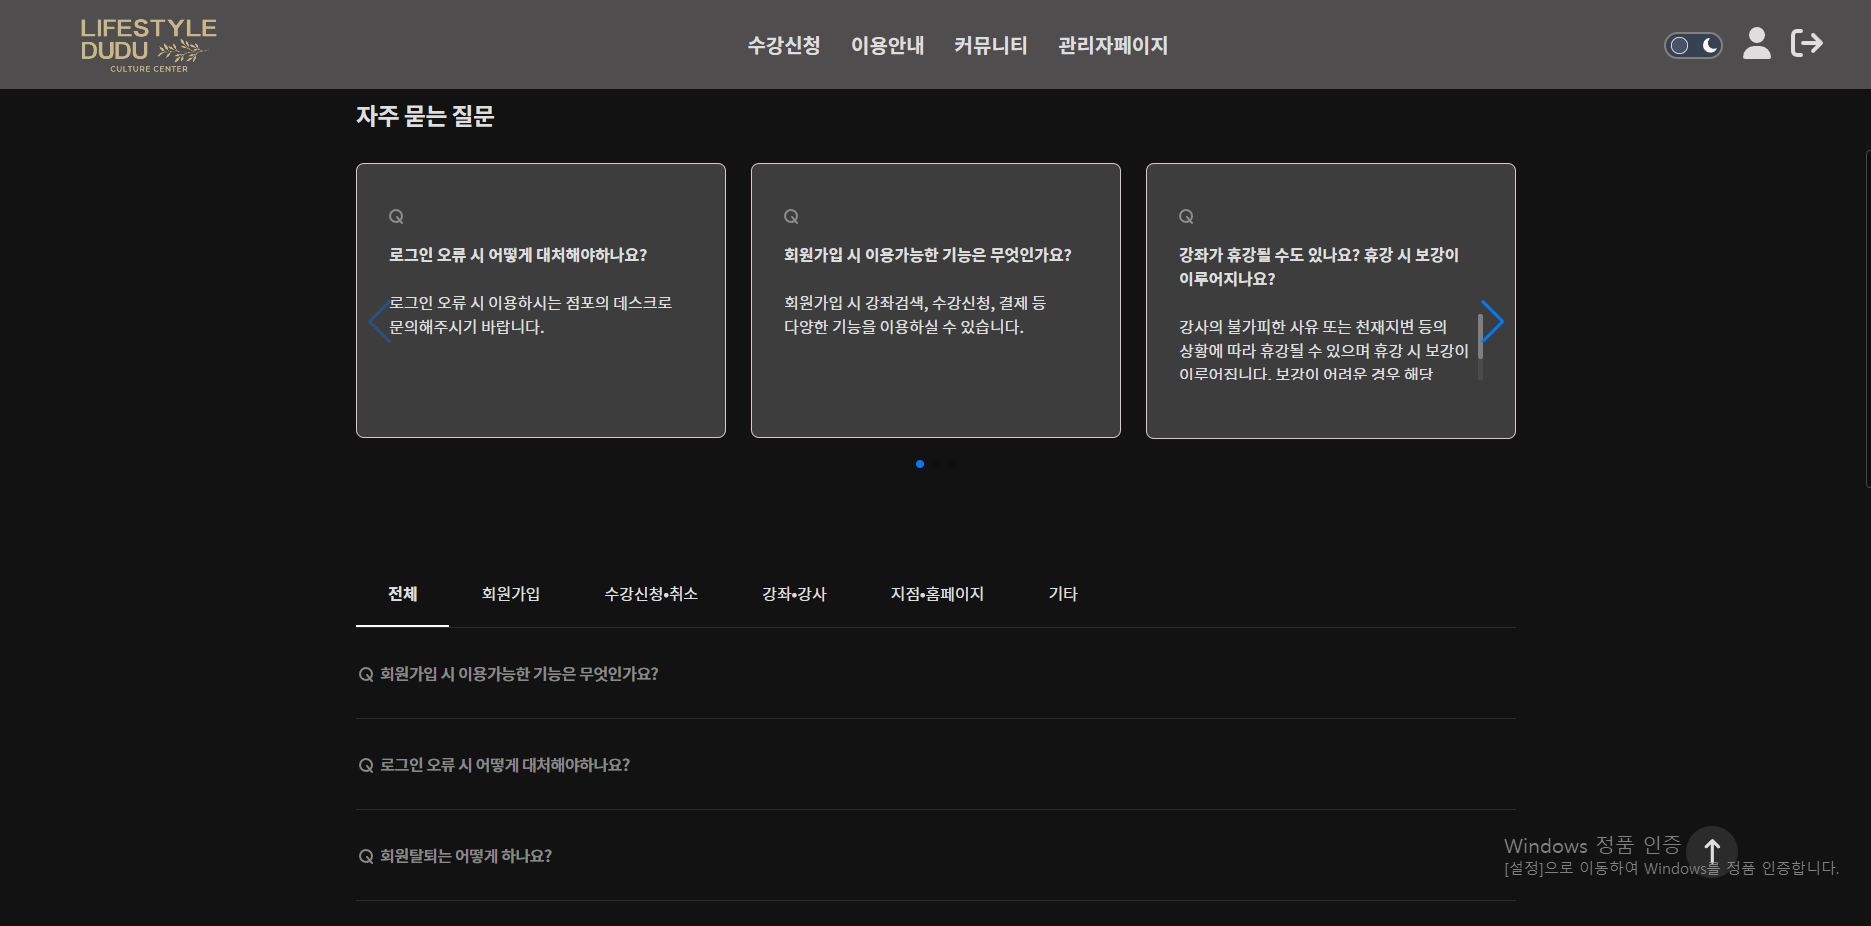 LIFESTYLE
DUDU
CULTURE CENTER
수강신청 이용안내 커뮤니티 관리자페이지
자주 묻는 질문
Q
로그인 오류 시 어떻게 대처해야하나요?
로그인 오류 시 이용하시는 점포의 데스크로
문의해주시기 바랍니다.
Q
회원가입 시 이용가능한 기능은 무엇인가요?
회원가입 시 강좌검색, 수강신청, 결제 등
다양한 기능을 이용하실 수 있습니다.
Q
강좌가 휴강될 수도 있나요? 휴강 시 보강이
이루어지나요?
강사의 불가피한 사유 또는 천재지변 등의
상황에 따라 휴강될 수 있으며 휴강 시 보강이
이루어집니다. 보강이 어려운 경우 해당
전체 회원가입 수강신청•취소 강좌•강사 지점•홈페이지 기타
Q 회원가입 시 이용가능한 기능은 무엇인가요?
Q 로그인 오류 시 어떻게 대처해야하나요?
Q 회원탈퇴는 어떻게 하나요?
Windows 정품 인증
[설정]으로 이동하여 Windows를 정품 인증합니다.